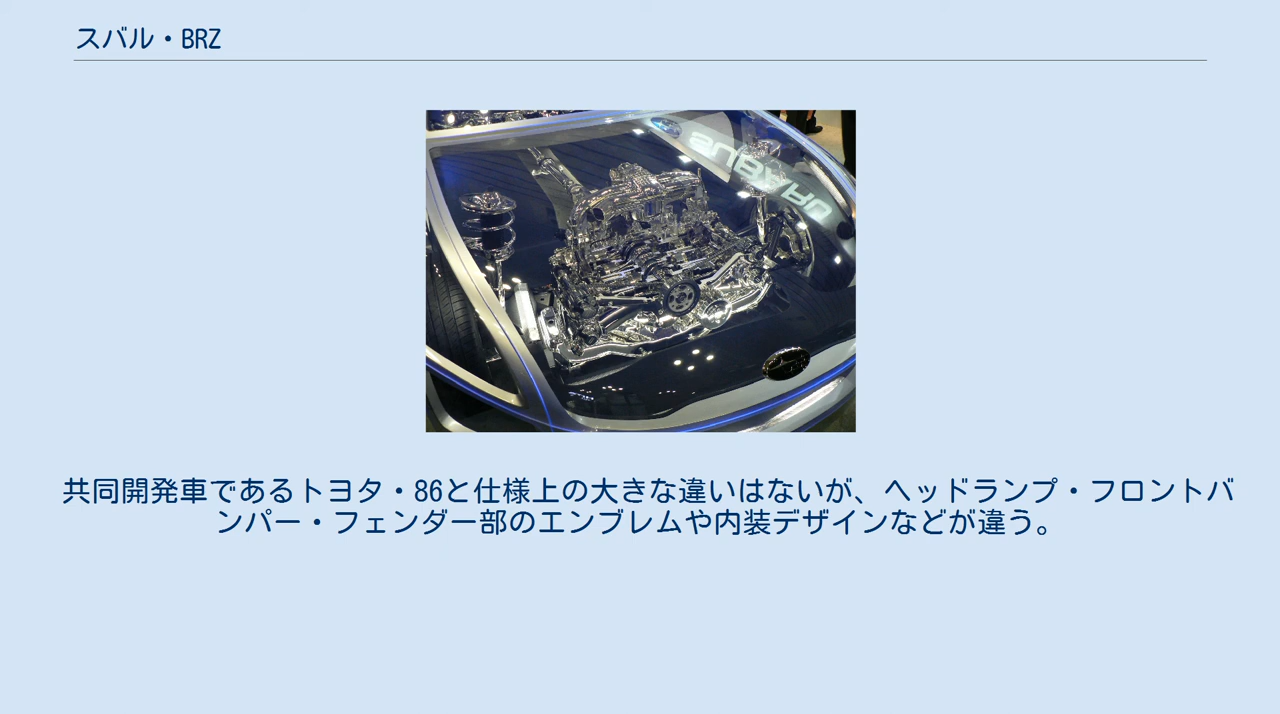 スバル・BRZ
SUBARU
共同開発車であるトヨタ・86と仕様上の大きな違いはないが、ヘッドランプ・フロントバ
ンパー・フェンダー部のエンブレムや内装デザインなどが違う。